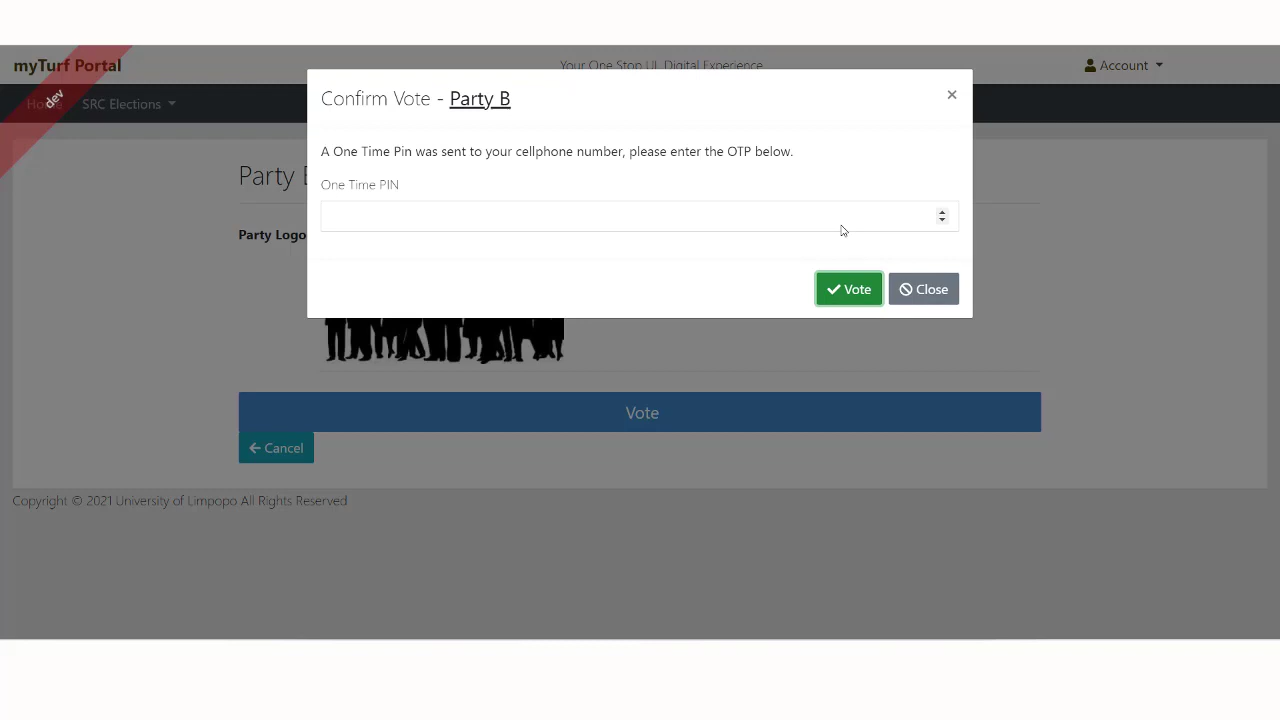 myTurf Portal
Your One Stop UL Digital Experience
Account
dev
Home
SRC Elections
Confirm Vote - Party B
×
A One Time Pin was sent to your cellphone number, please enter the OTP below.
One Time PIN
Vote
Close
Party B
Party Logo
Vote
Cancel
Copyright © 2021 University of Limpopo All Rights Reserved